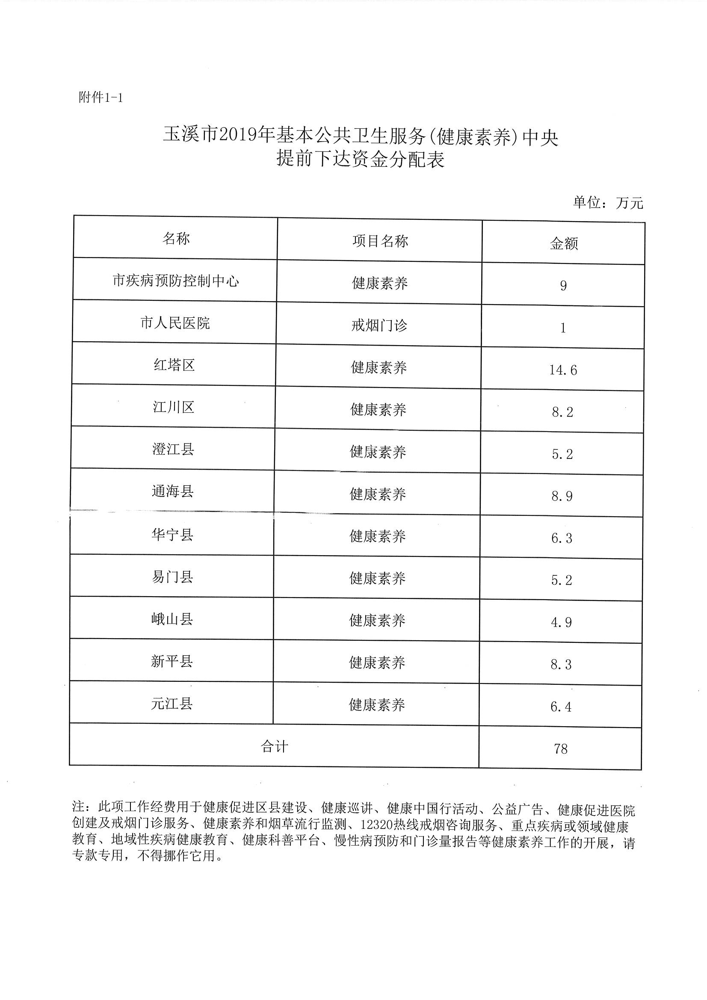 附件1-1
玉溪市2019年基本公共卫生服务(健康素养)中央
提前下达资金分配表
单位：万元
名称 项目名称 金额
市疾病预防控制中心 健康素养 9
市人民医院 戒烟门诊 1
红塔区 健康素养 14.6
江川区 健康素养 8.2
澄江县 健康素养 5.2
通海县 健康素养 8.9
华宁县 健康素养 6.3
易门县 健康素养 5.2
峨山县 健康素养 4.9
新平县 健康素养 8.3
元江县 健康素养 6.4
合计 78
注：此项工作经费用于健康促进区县建设、健康巡讲、健康中国行活动、公益广告、健康促进医院
创建及戒烟门诊服务、健康素养和烟草流行监测、12320热线戒烟咨询服务、重点疾病或领域健康
教育、地域性疾病健康教育、健康科善平台、慢性病预防和门诊量报告等健康素养工作的开展，请
专款专用，不得挪作它用。